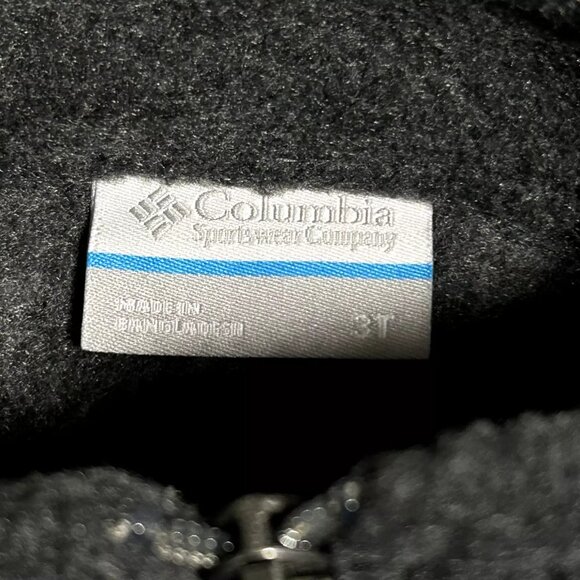 Columbia
Sportswear Company
MADE IN
BANGLADESH
3T